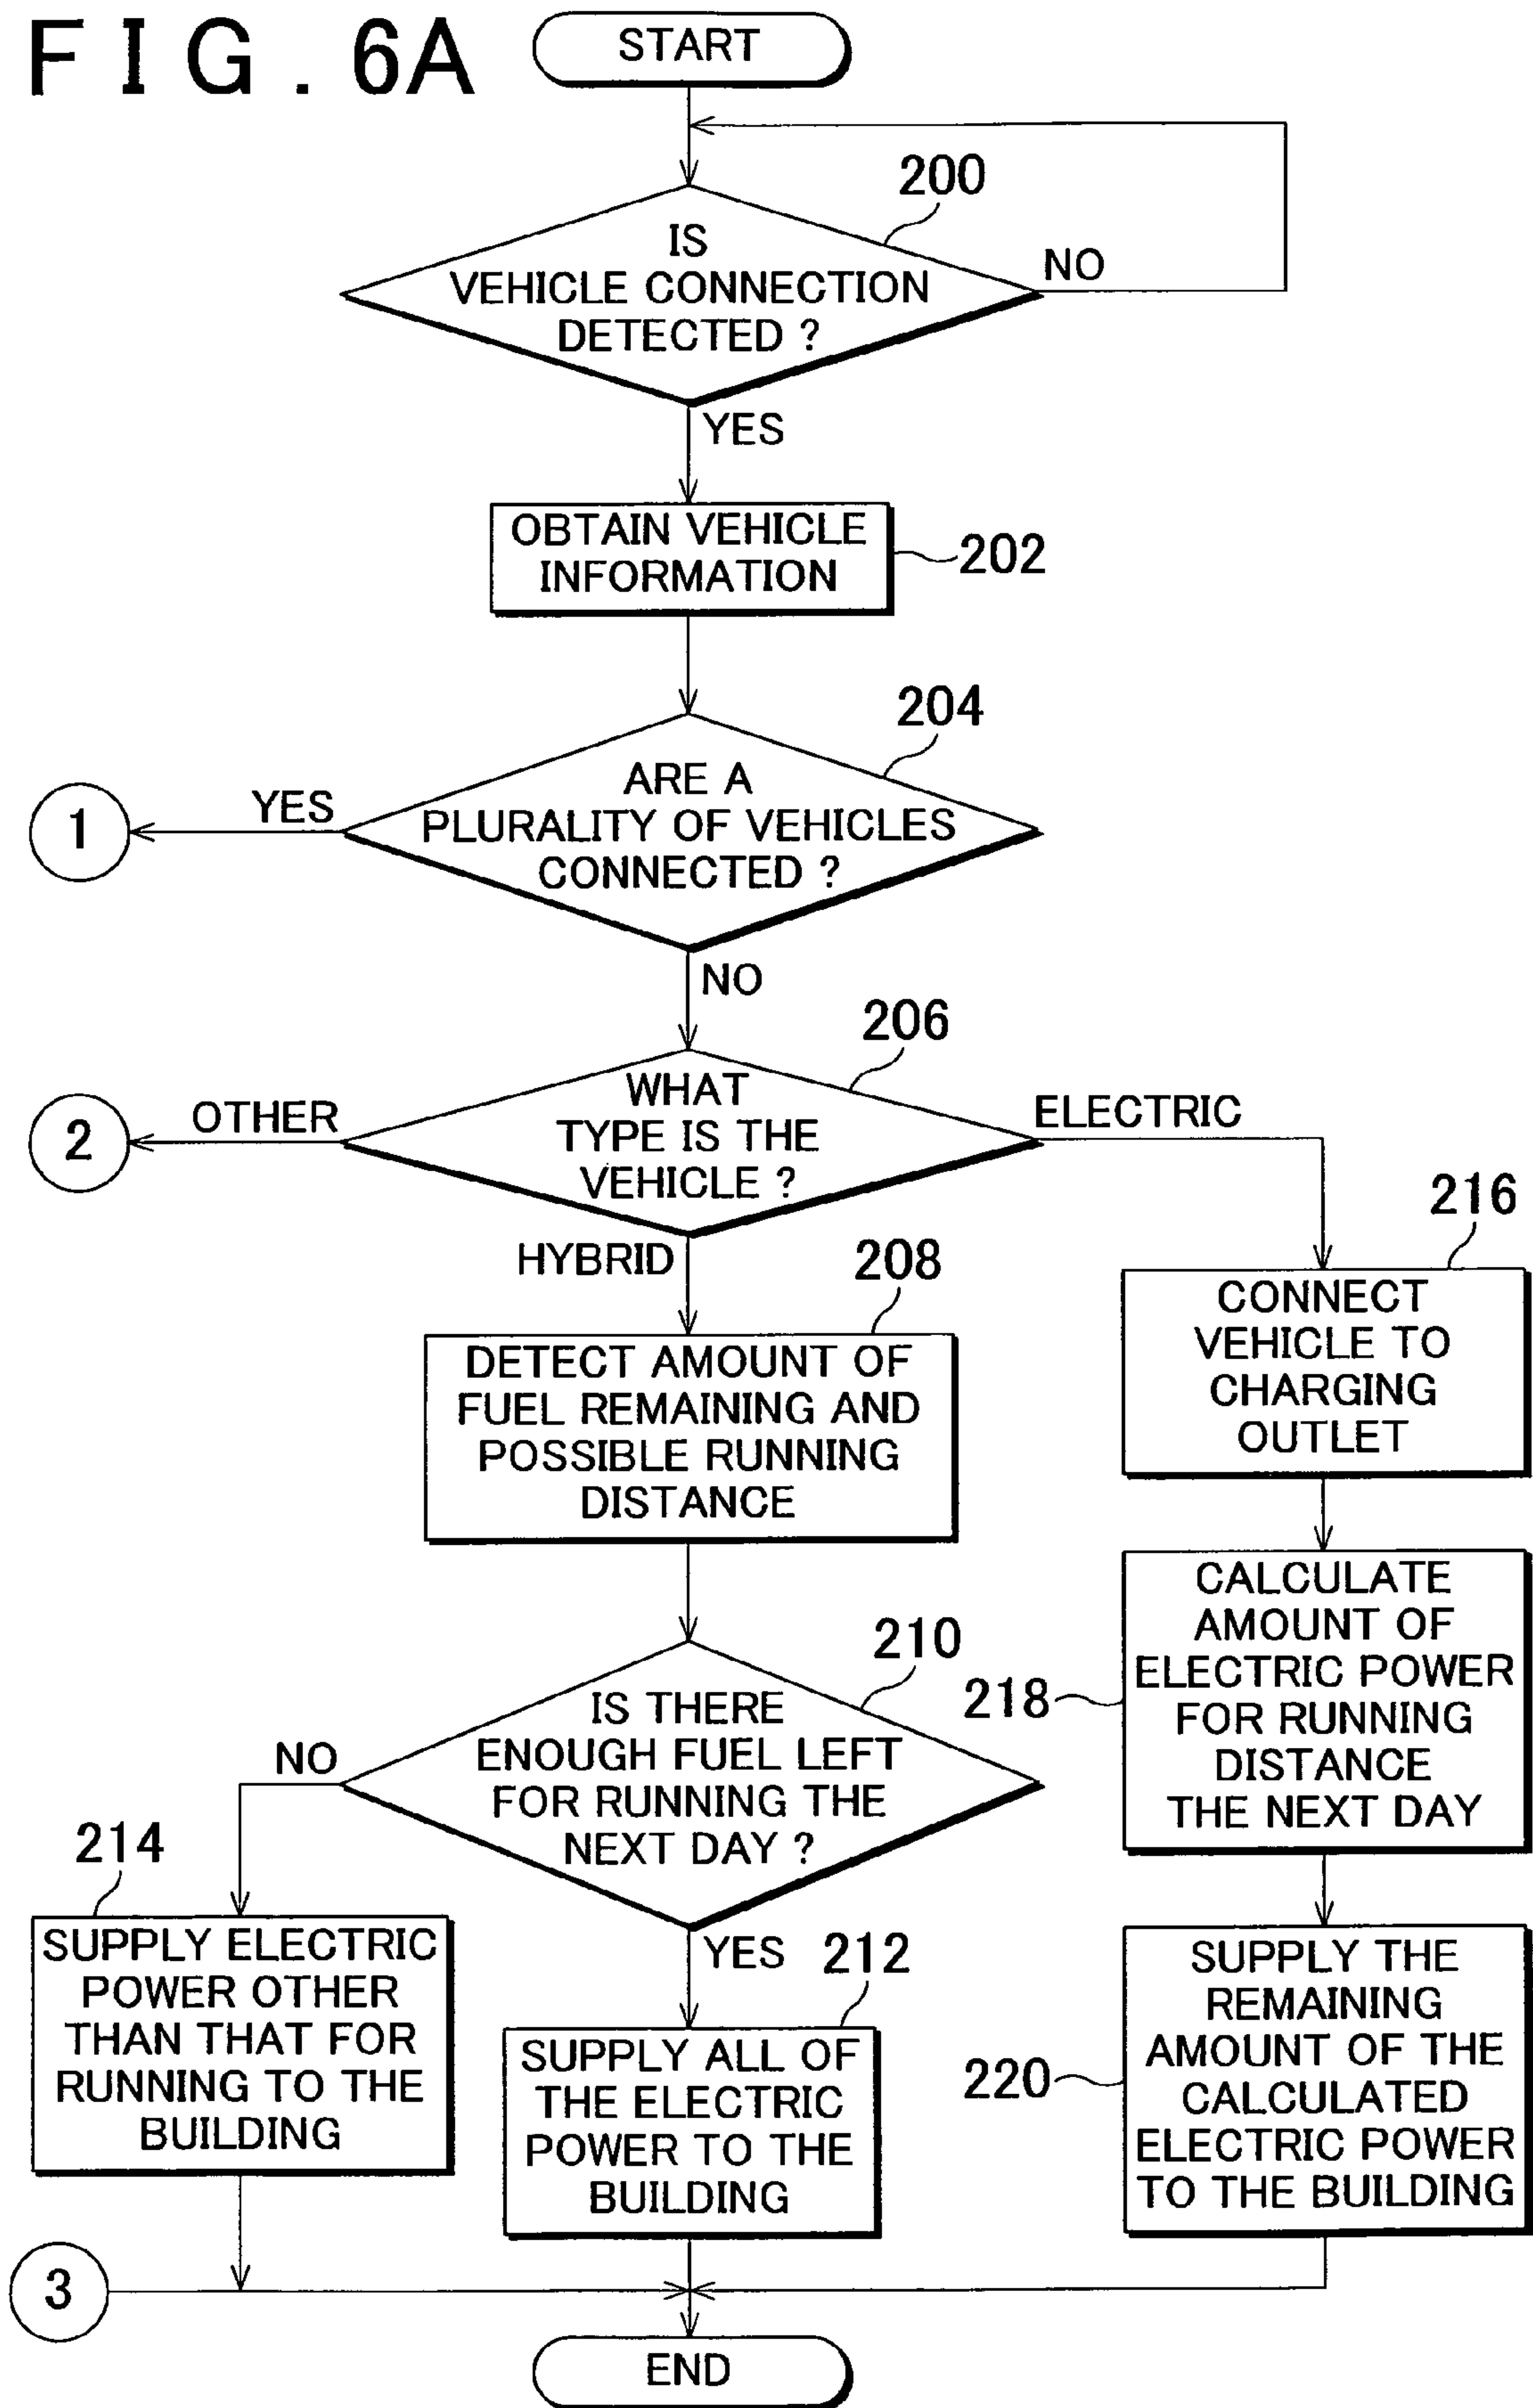 FIG. 6A
START
200
IS
VEHICLE CONNECTION
DETECTED ?
NO
YES
OBTAIN VEHICLE
INFORMATION
202
204
ARE A
PLURALITY OF VEHICLES
CONNECTED ?
YES
1
NO
206
WHAT
TYPE IS THE
VEHICLE ?
OTHER
2
ELECTRIC
HYBRID
208
DETECT AMOUNT OF
FUEL REMAINING AND
POSSIBLE RUNNING
DISTANCE
216
CONNECT
VEHICLE TO
CHARGING
OUTLET
210
IS THERE
ENOUGH FUEL LEFT
FOR RUNNING THE
NEXT DAY ?
NO
YES
218
CALCULATE
AMOUNT OF
ELECTRIC POWER
FOR RUNNING
DISTANCE
THE NEXT DAY
214
SUPPLY ELECTRIC
POWER OTHER
THAN THAT FOR
RUNNING TO THE
BUILDING
212
SUPPLY ALL OF
THE ELECTRIC
POWER TO THE
BUILDING
220
SUPPLY THE
REMAINING
AMOUNT OF THE
CALCULATED
ELECTRIC POWER
TO THE BUILDING
3
END